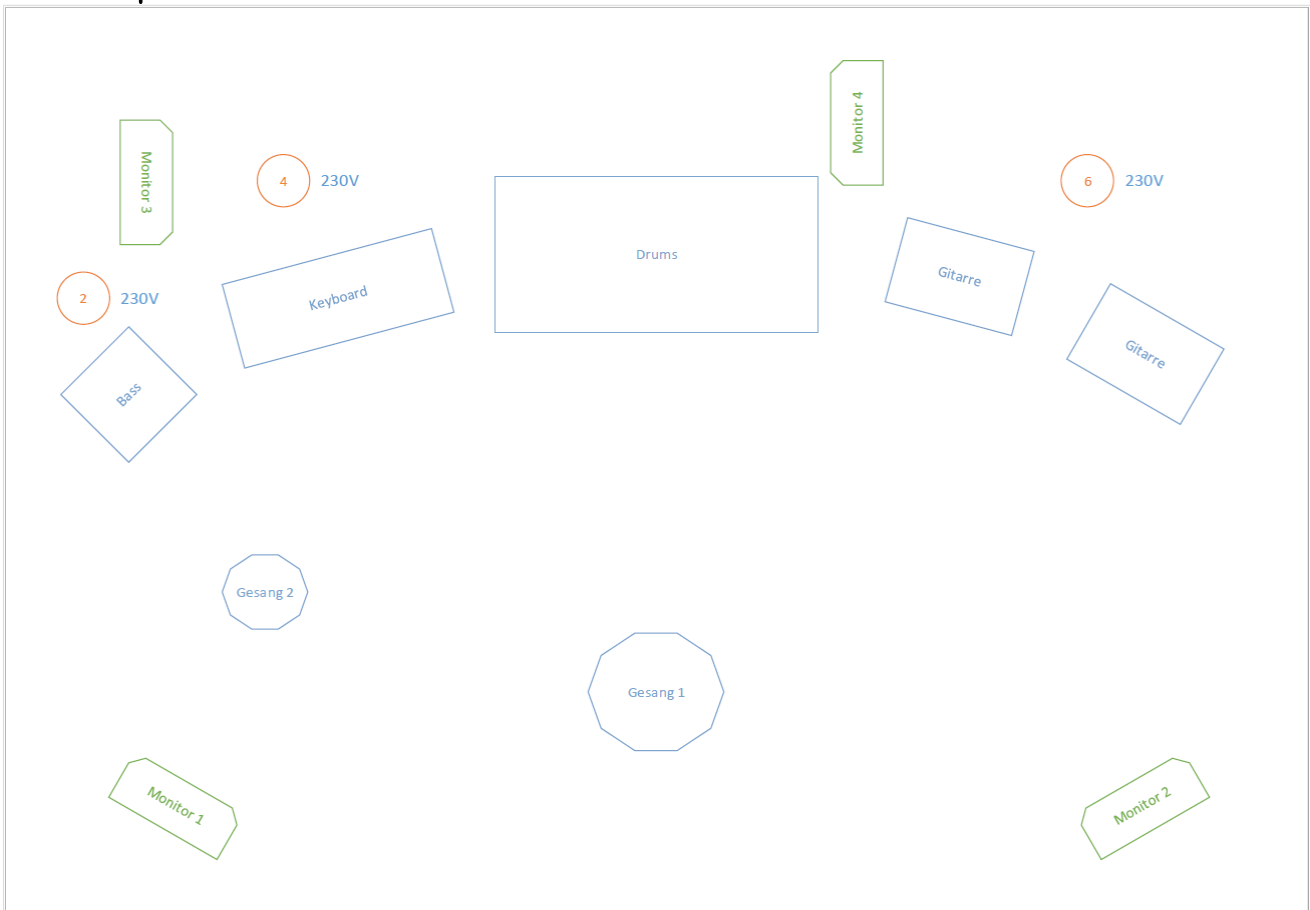 Monitor 4
Monitor 3
4
230V
6
230V
Drums
Gitarre
2
230V
Keyboard
Gitarre
Bass
Gesang 2
Gesang 1
Monitor 1
Monitor 2